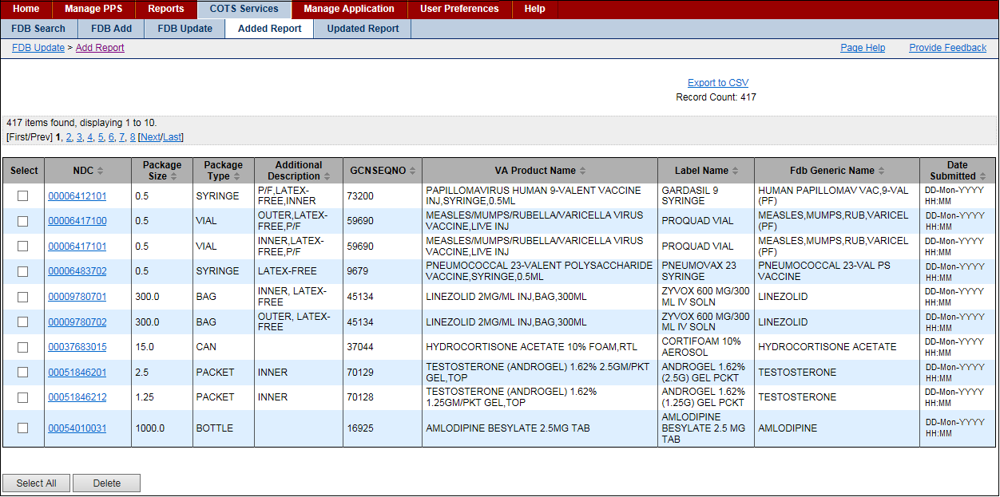 Home Manage PPS Reports COTS Services Manage Application User Preferences Help
FDB Search FDB Add FDB Update Added Report Updated Report
FDB Update > Add Report Page Help Provide Feedback
Export to CSV
Record Count: 417
417 items found, displaying 1 to 10.
[First/Prev] 1, 2, 3, 4, 5, 6, 7, 8 [Next/Last]
Select NDC Package Size Package Type Additional Description GCNSEQNO VA Product Name Label Name Fdb Generic Name Date Submitted
00006412101 0.5 SYRINGE P/F,LATEX-FREE,INNER 73200 PAPILLOMAVIRUS HUMAN 9-VALENT VACCINE INJ,SYRINGE,0.5ML GARDASIL 9 SYRINGE HUMAN PAPILLOMAV VAC,9-VAL (PF) DD-Mon-YYYY HH:MM
00006417100 0.5 VIAL OUTER,LATEX-FREE,P/F 59690 MEASLES/MUMPS/RUBELLA/VARICELLA VIRUS VACCINE,LIVE INJ PROQUAD VIAL MEASLES,MUMPS,RUB,VARICEL (PF) DD-Mon-YYYY HH:MM
00006417101 0.5 VIAL INNER,LATEX-FREE,P/F 59690 MEASLES/MUMPS/RUBELLA/VARICELLA VIRUS VACCINE,LIVE INJ PROQUAD VIAL MEASLES,MUMPS,RUB,VARICEL (PF) DD-Mon-YYYY HH:MM
00006483702 0.5 SYRINGE LATEX-FREE 9679 PNEUMOCOCCAL 23-VALENT POLYSACCHARIDE VACCINE,SYRINGE,0.5ML PNEUMOVAX 23 SYRINGE PNEUMOCOCCAL 23-VAL PS VACCINE DD-Mon-YYYY HH:MM
00009780701 300.0 BAG INNER, LATEX-FREE 45134 LINEZOLID 2MG/ML INJ,BAG,300ML ZYVOX 600 MG/300 ML IV SOLN LINEZOLID DD-Mon-YYYY HH:MM
00009780702 300.0 BAG OUTER, LATEX-FREE 45134 LINEZOLID 2MG/ML INJ,BAG,300ML ZYVOX 600 MG/300 ML IV SOLN LINEZOLID DD-Mon-YYYY HH:MM
00037683015 15.0 CAN 37044 HYDROCORTISONE ACETATE 10% FOAM,RTL CORTIFOAM 10% AEROSOL HYDROCORTISONE ACETATE DD-Mon-YYYY HH:MM
00051846201 2.5 PACKET INNER 70129 TESTOSTERONE (ANDROGEL) 1.62% 2.5GM/PKT GEL,TOP ANDROGEL 1.62% (2.5G) GEL PCKT TESTOSTERONE DD-Mon-YYYY HH:MM
00051846212 1.25 PACKET INNER 70128 TESTOSTERONE (ANDROGEL) 1.62% 1.25GM/PKT GEL,TOP ANDROGEL 1.62% (1.25G) GEL PCKT TESTOSTERONE DD-Mon-YYYY HH:MM
00054010031 1000.0 BOTTLE 16925 AMLODIPINE BESYLATE 2.5MG TAB AMLODIPINE BESYLATE 2.5 MG TAB AMLODIPINE DD-Mon-YYYY HH:MM
Select All Delete